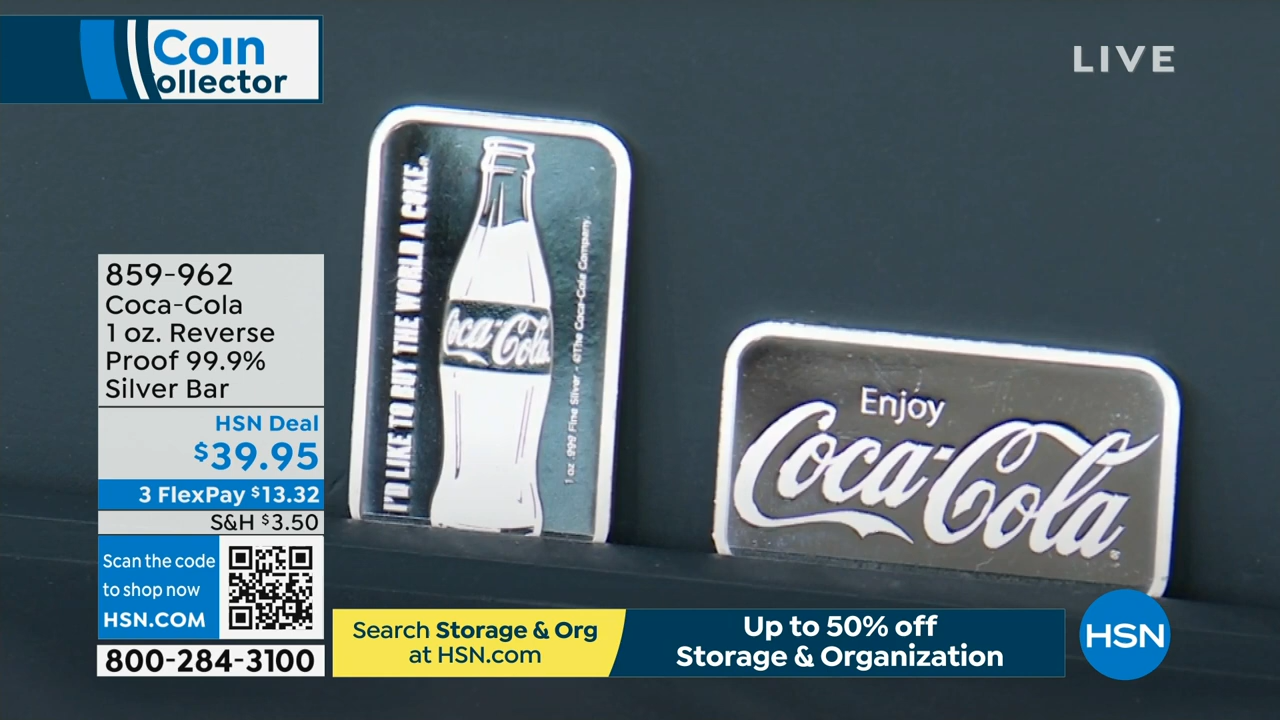 Coin
Collector
LIVE
I'D LIKE TO BUY THE WORLD A COKE.
Coca-Cola
1 oz .999 Fine Silver - ©The Coca-Cola Company.
Enjoy
Coca-Cola
859-962
Coca-Cola
1 oz. Reverse
Proof 99.9%
Silver Bar
HSN Deal
$39.95
3 FlexPay $13.32
S&H $3.50
Scan the code
to shop now
HSN.COM
800-284-3100
Search Storage & Org
at HSN.com
Up to 50% off
Storage & Organization
HSN